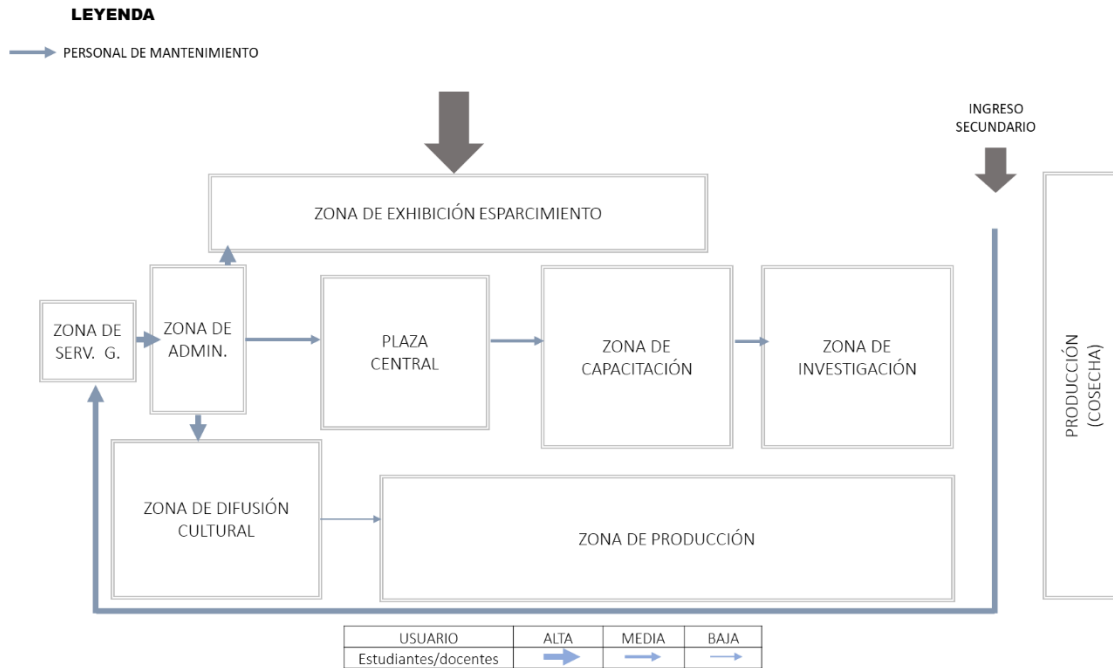 LEYENDA
PERSONAL DE MANTENIMIENTO
INGRESO
SECUNDARIO
ZONA DE EXHIBICIÓN ESPARCIMIENTO
ZONA DE
SERV. G.
ZONA DE
ADMIN.
PLAZA
CENTRAL
ZONA DE
CAPACITACIÓN
ZONA DE
INVESTIGACIÓN
PRODUCCIÓN
(COSECHA)
ZONA DE DIFUSIÓN
CULTURAL
ZONA DE PRODUCCIÓN
USUARIO ALTA MEDIA BAJA
Estudiantes/docentes